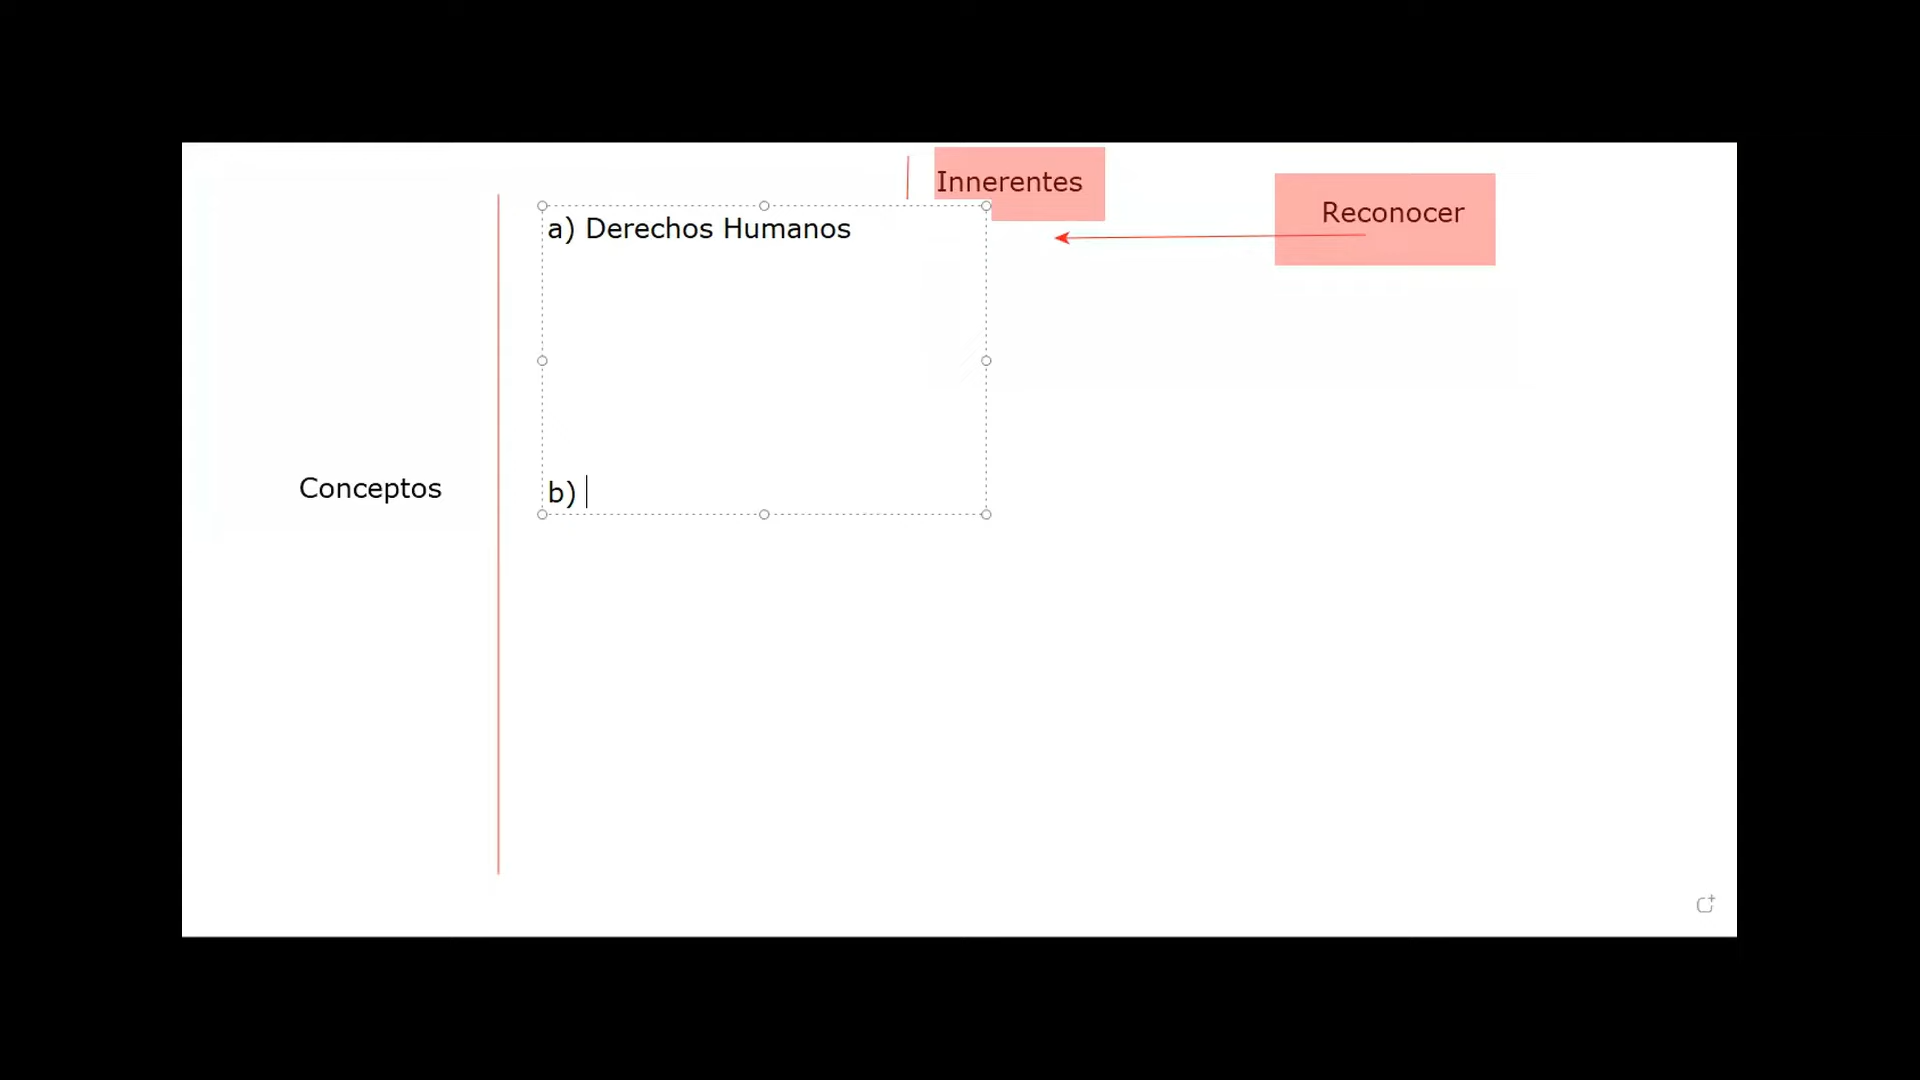 Innerentes
Reconocer
a) Derechos Humanos
Conceptos
b)